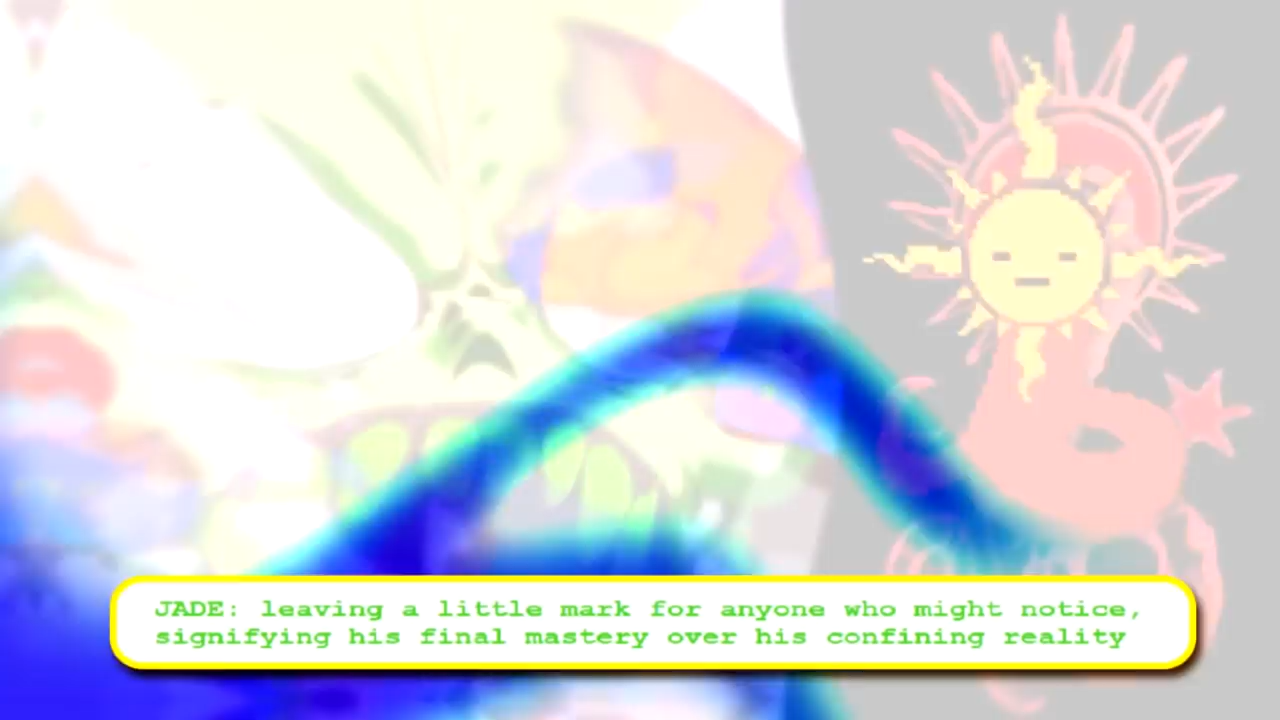 JADE: leaving a little mark for anyone who might notice,
signifying his final mastery over his confining reality